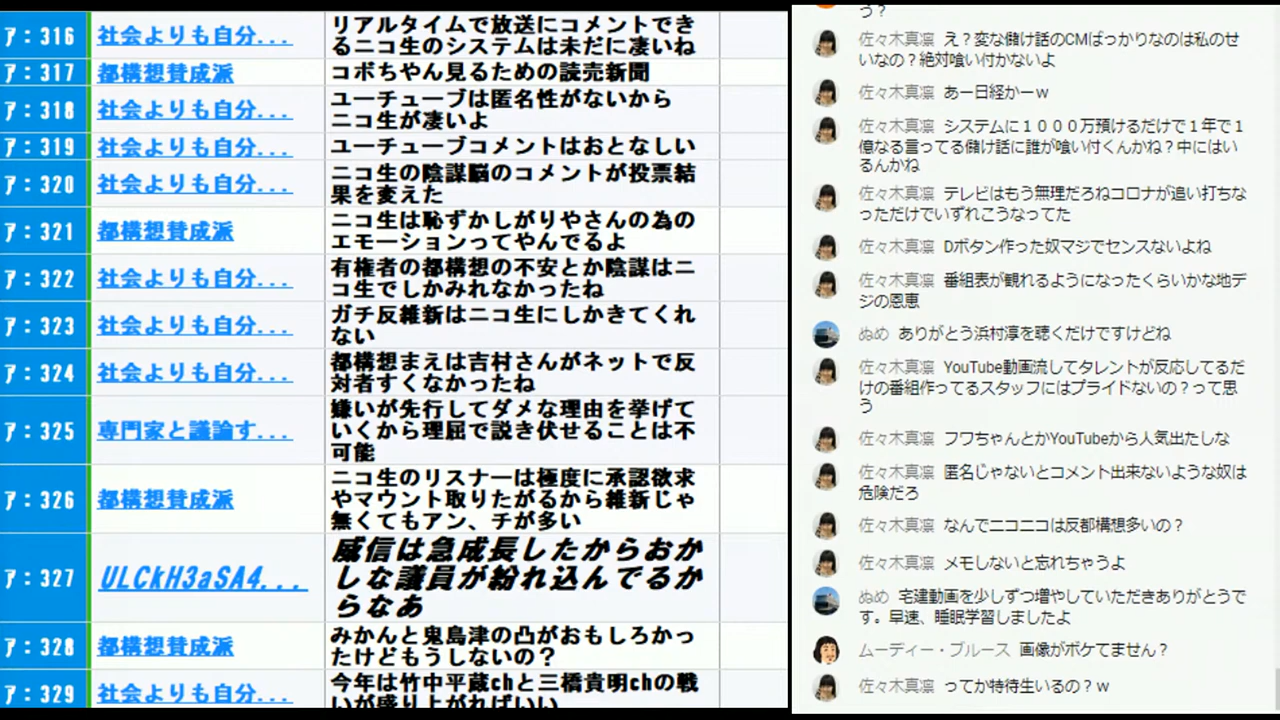 ｱ：316 社会よりも自分...
リアルタイムで放送にコメントでき
るニコ生のシステムは未だに凄いね
ｱ：317 都構想賛成派
コボちやん見るための読売新聞
ｱ：318 社会よりも自分...
ユーチューブは匿名性がないから
ニコ生が凄いよ
ｱ：319 社会よりも自分...
ユーチューブコメントはおとなしい
ｱ：320 社会よりも自分...
ニコ生の陰謀脳のコメントが投票結
果を変えた
ｱ：321 都構想賛成派
ニコ生は恥ずかしがりやさんの為の
エモーションってやんでるよ
ｱ：322 社会よりも自分...
有権者の都構想の不安とか陰謀はニ
コ生でしかみれなかったね
ｱ：323 社会よりも自分...
ガチ反維新はニコ生にしかきてくれ
ない
ｱ：324 社会よりも自分...
都構想まえは吉村さんがネットで反
対者すくなかったね
ｱ：325 専門家と議論す...
嫌いが先行してダメな理由を挙げて
いくから理屈で説き伏せることは不
可能
ｱ：326 都構想賛成派
ニコ生のリスナーは極度に承認欲求
やマウント取りたがるから維新じゃ
無くてもアン、チが多い
ｱ：327 ULCkH3aSA4...
威信は急成長したからおか
しな議員が紛れ込んでるか
らなあ
ｱ：328 都構想賛成派
みかんと鬼島津の凸がおもしろかっ
たけどもうしないの？
ｱ：329 社会よりも自分...
今年は竹中平蔵chと三橋貴明chの戦
いが盛り上がればいい
う？
佐々木真凛 え？変な儲け話のCMばっかりなのは私のせ
いなの？絶対喰い付かないよ
佐々木真凛 あー日経かーｗ
佐々木真凛 システムに１０００万預けるだけで１年で１
億なる言ってる儲け話に誰が喰い付くんかね？中にはい
るんかね
佐々木真凛 テレビはもう無理だろねコロナが追い打ちな
っただけでいずれこうなってた
佐々木真凛 Dボタン作った奴マジでセンスないよね
佐々木真凛 番組表が観れるようになったくらいかな地デ
ジの恩恵
ぬめ ありがとう浜村淳を聴くだけですけどね
佐々木真凛 YouTube動画流してタレントが反応してるだ
けの番組作ってるスタッフにはプライドないの？って思
う
佐々木真凛 フワちゃんとかYouTubeから人気出たしな
佐々木真凛 匿名じゃないとコメント出来ないような奴は
危険だろ
佐々木真凛 なんでニコニコは反都構想多いの？
佐々木真凛 メモしないと忘れちゃうよ
ぬめ 宅建動画を少しずつ増やしていただきありがとうで
す。早速、睡眠学習しましたよ
ムーディー・ブルース 画像がボケてません？
佐々木真凛 ってか特待生いるの？ｗ